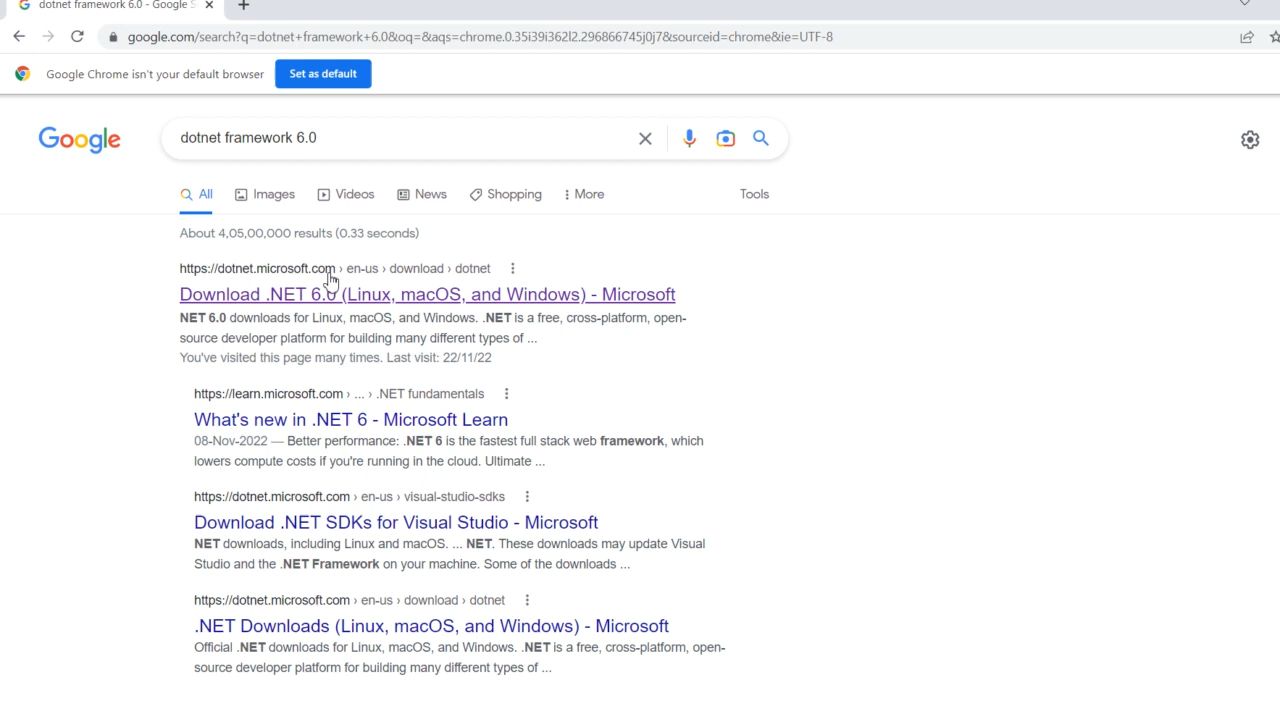 dotnet framework 6.0 - Google S
google.com/search?q=dotnet+framework+6.0&oq=&aqs=chrome.0.35i39i362l2.296866745j0j7&sourceid=chrome&ie=UTF-8
Google Chrome isn't your default browser Set as default
Google dotnet framework 6.0
All Images Videos News Shopping More Tools
About 4,05,00,000 results (0.33 seconds)
https://dotnet.microsoft.com › en-us › download › dotnet
Download .NET 6.0 (Linux, macOS, and Windows) - Microsoft
NET 6.0 downloads for Linux, macOS, and Windows. .NET is a free, cross-platform, open-
source developer platform for building many different types of ...
You've visited this page many times. Last visit: 22/11/22
https://learn.microsoft.com › ... › .NET fundamentals
What's new in .NET 6 - Microsoft Learn
08-Nov-2022 — Better performance: .NET 6 is the fastest full stack web framework, which
lowers compute costs if you're running in the cloud. Ultimate ...
https://dotnet.microsoft.com › en-us › visual-studio-sdks
Download .NET SDKs for Visual Studio - Microsoft
NET downloads, including Linux and macOS. ... NET. These downloads may update Visual
Studio and the .NET Framework on your machine. Some of the downloads ...
https://dotnet.microsoft.com › en-us › download › dotnet
.NET Downloads (Linux, macOS, and Windows) - Microsoft
Official .NET downloads for Linux, macOS, and Windows. .NET is a free, cross-platform, open-
source developer platform for building many different types of ...